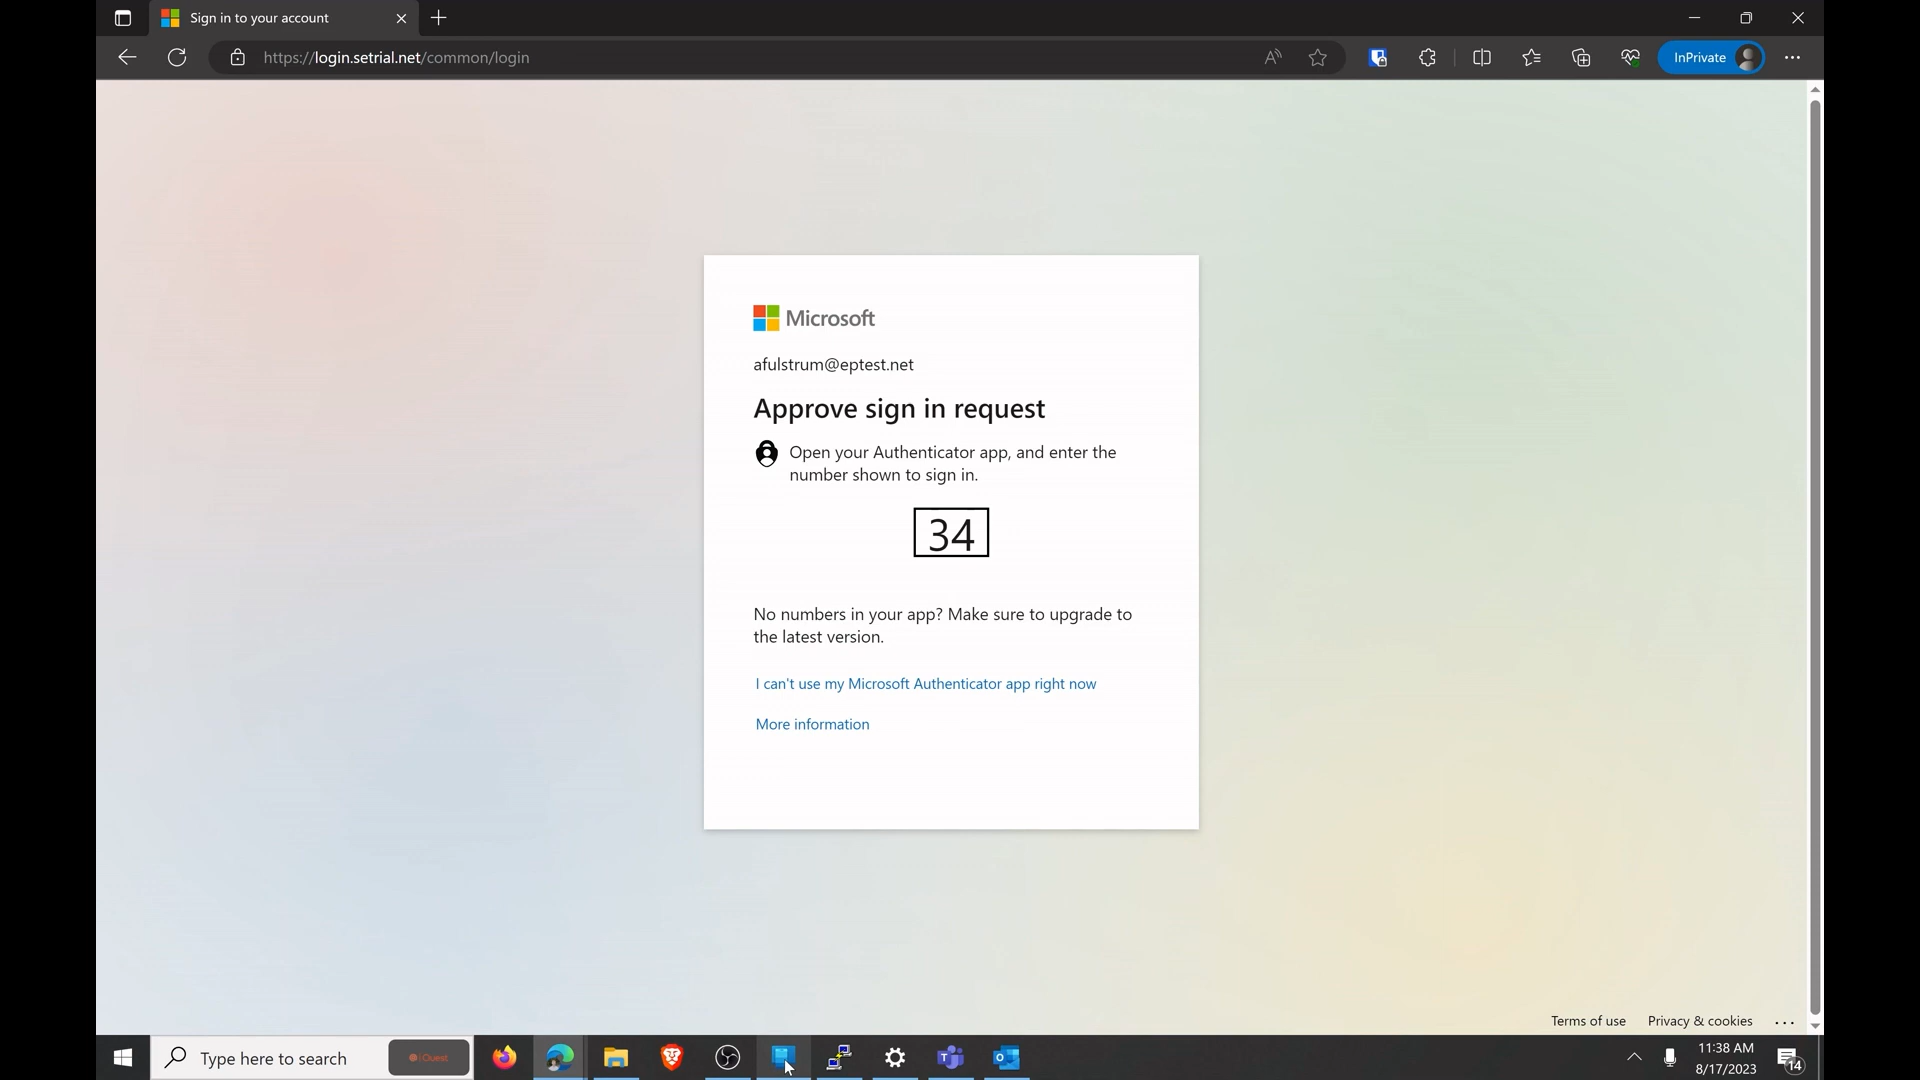 Sign in to your account
https://login.setrial.net/common/login
InPrivate
Microsoft
afulstrum@eptest.net
Approve sign in request
Open your Authenticator app, and enter the
number shown to sign in.
34
No numbers in your app? Make sure to upgrade to
the latest version.
I can't use my Microsoft Authenticator app right now
More information
Terms of use
Privacy & cookies
Type here to search
Quest
11:38 AM
8/17/2023
14